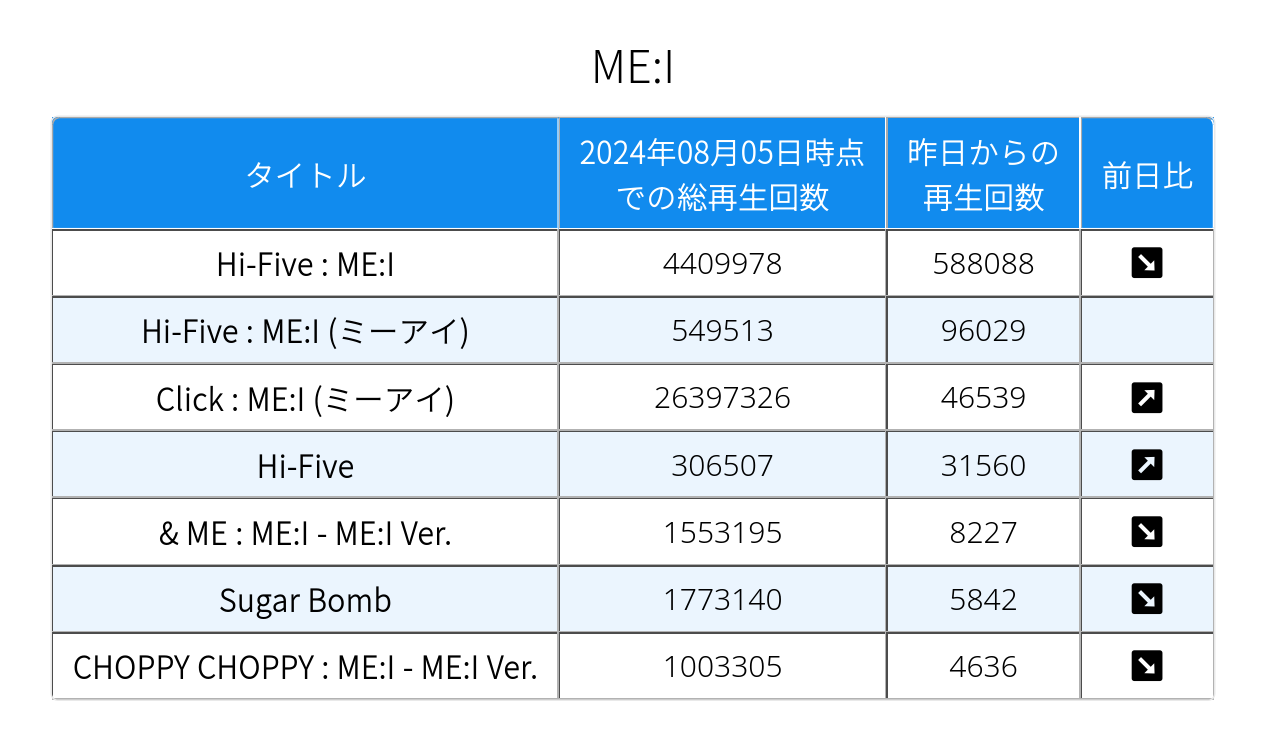 ME:I
タイトル
2024年08月05日時点
での総再生回数
昨日からの
再生回数
前日比
Hi-Five : ME:I 4409978 588088
Hi-Five : ME:I (ミーアイ) 549513 96029
Click : ME:I (ミーアイ) 26397326 46539
Hi-Five 306507 31560
& ME : ME:I - ME:I Ver. 1553195 8227
Sugar Bomb 1773140 5842
CHOPPY CHOPPY : ME:I - ME:I Ver. 1003305 4636